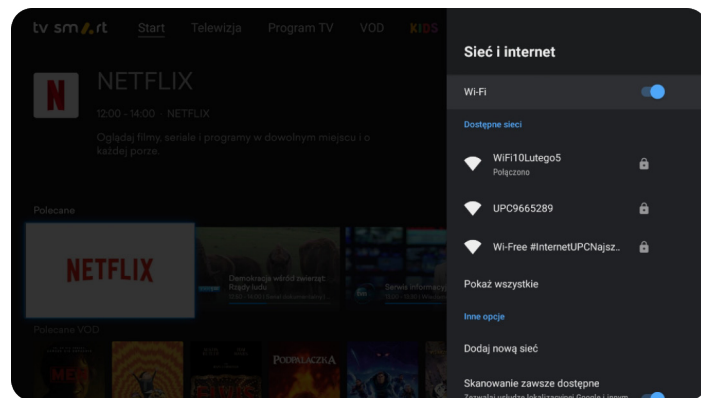 tv smart Start Telewizja Program TV VOD KIDS
NETFLIX
12:00 - 14:00 · NETFLIX
Oglądaj filmy, seriale i programy w dowolnym miejscu i o
każdej porze.
Polecane
NETFLIX
Demokracje wśród zwierząt:
Rządy ludu
Serwis informacyj
Polecane VOD
PODPALACZKA
Sieć i internet
Wi-Fi
Dostępne sieci
WiFi10Lutego5
Połączono
UPC9665289
Wi-Free #InternetUPCNajsz..
Pokaż wszystkie
Inne opcje
Dodaj nową sieć
Skanowanie zawsze dostępne
Zezwalaj usłudze lokalizacyjnej Google i innym